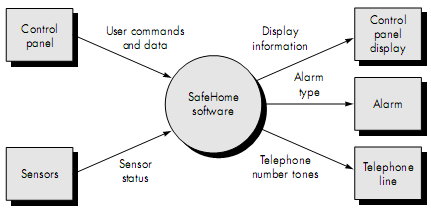 Control
panel
User commands
and data
Display
information
Control
panel
display
SafeHome
software
Alarm
type
Alarm
Sensors
Sensor
status
Telephone
number tones
Telephone
line